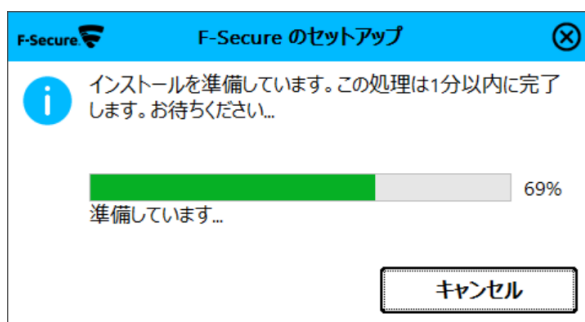 F-Secure
F-Secure のセットアップ
インストールを準備しています。この処理は1分以内に完了
します。お待ちください...
69%
準備しています...
キャンセル